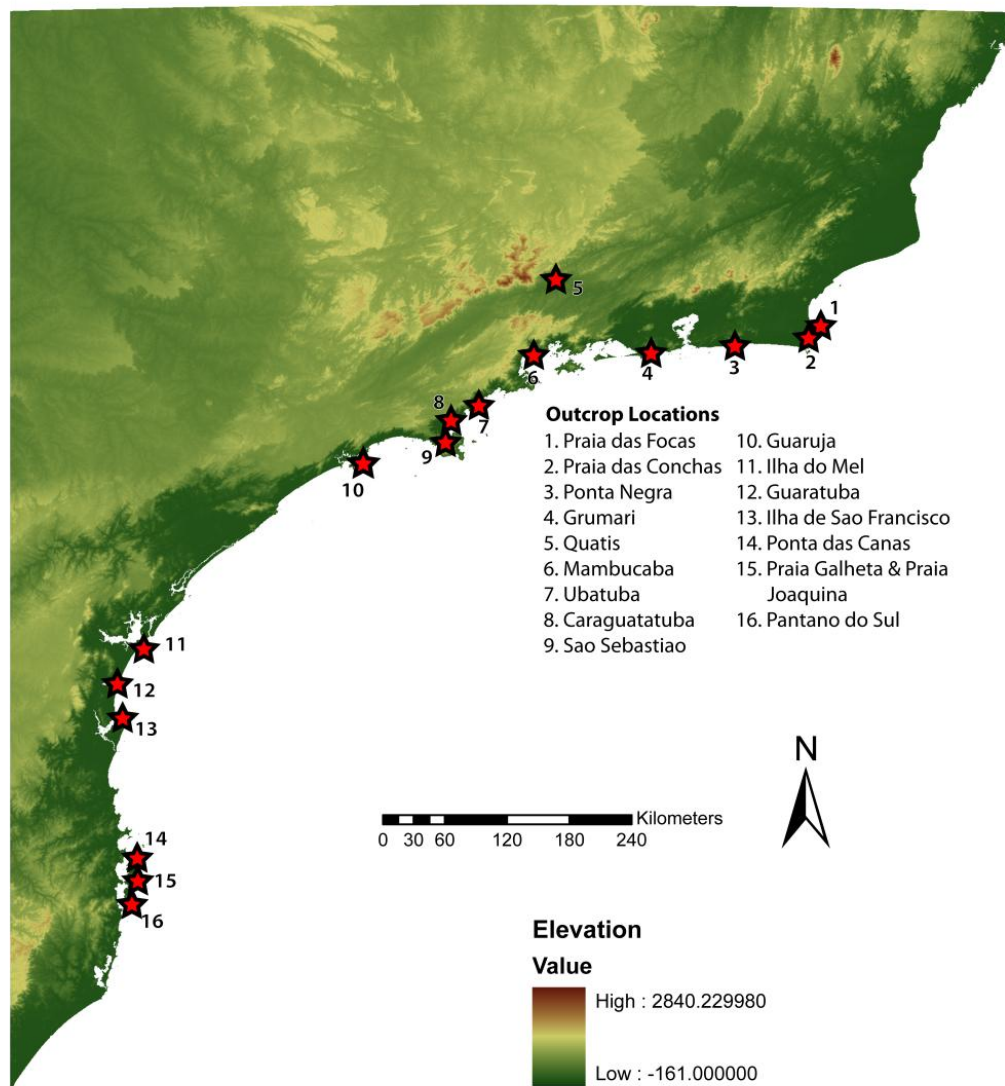 1
2
3
4
5
6
7
8
9
10
Outcrop Locations
1. Praia das Focas
2. Praia das Conchas
3. Ponta Negra
4. Grumari
5. Quatis
6. Mambucaba
7. Ubatuba
8. Caraguatatuba
9. Sao Sebastiao
10. Guaruja
11. Ilha do Mel
12. Guaratuba
13. Ilha de Sao Francisco
14. Ponta das Canas
15. Praia Galheta & Praia
Joaquina
16. Pantano do Sul
11
12
13
14
15
16
N
Kilometers
0 30 60 120 180 240
Elevation
Value
High : 2840.229980
Low : -161.000000